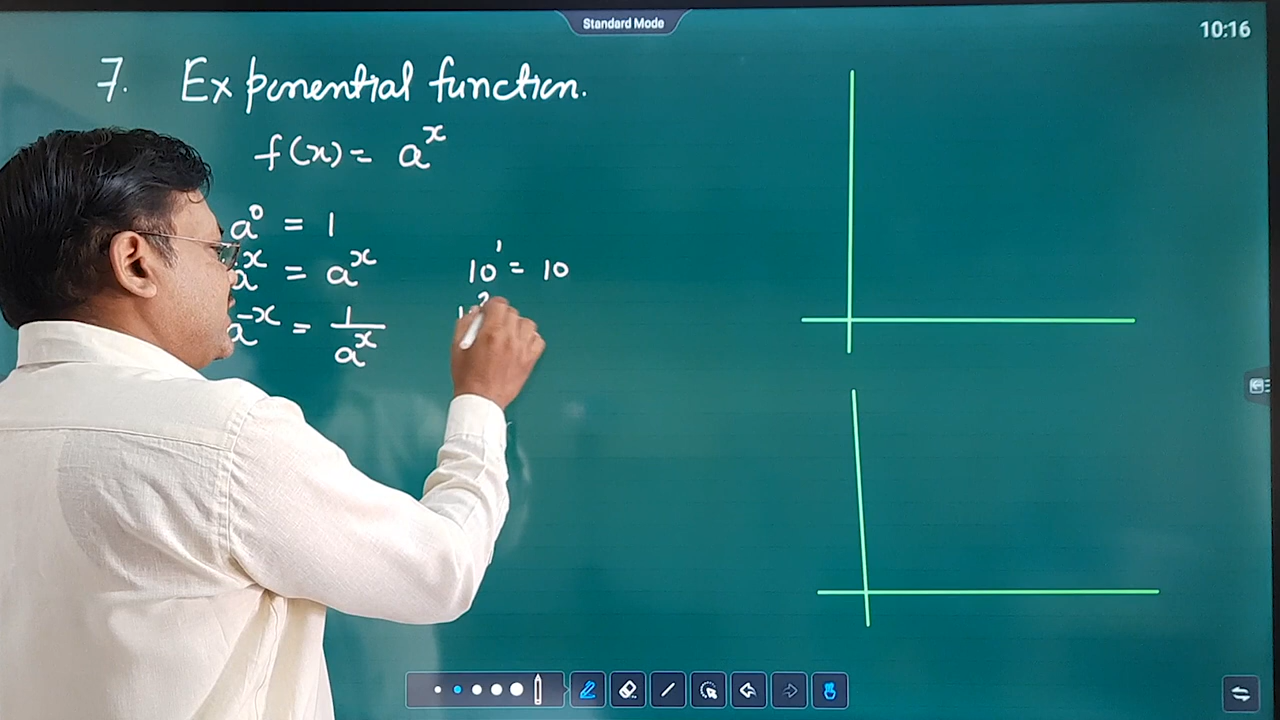 Standard Mode
10:16
7. Exponential function.
f(x) = a^x
a^0 = 1
a^x = a^x
a^-x = 1/a^x
10^1 = 10